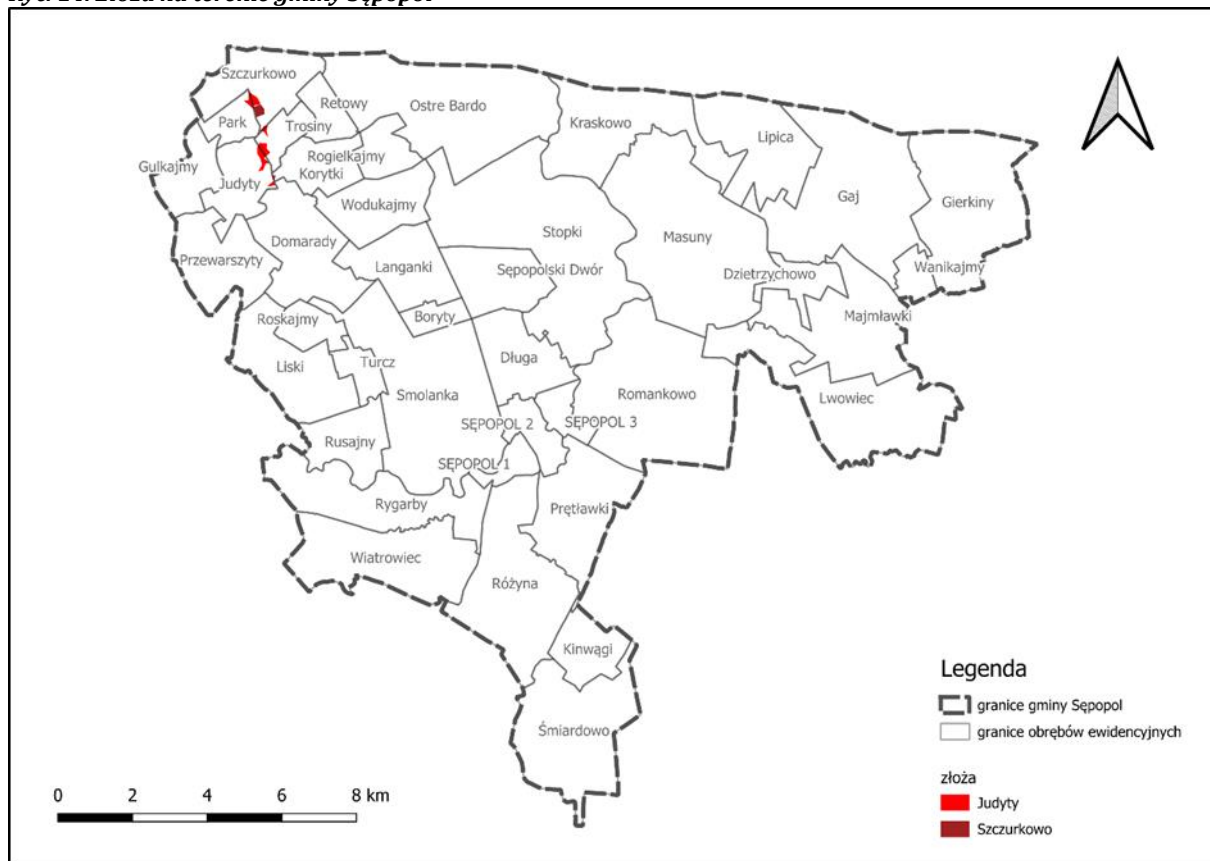 Szczurkowo
Retowy
Ostre Bardo
Park
Trosiny
Kraskowo
Lipica
Gulkajmy
Rogielkajmy
Judyty
Korytki
Gaj
Gierkiny
Wodukajmy
Domarady
Stopki
Masuny
Przewarszyty
Langanki
Sępopolski Dwór
Dzietrzychowo
Wanikajmy
Roskajmy
Boryty
Majmławki
Liski
Turcz
Długa
Smolanka
Romankowo
Lwowiec
SĘPOPOL 2
SĘPOPOL 3
Rusajny
SĘPOPOL 1
Rygarby
Prętławki
Wiatrowiec
Różyna
Kinwągi
Śmiardowo
Legenda
granice gminy Sępopol
granice obrębów ewidencyjnych
złoża
Judyty
Szczurkowo
0 2 4 6 8 km